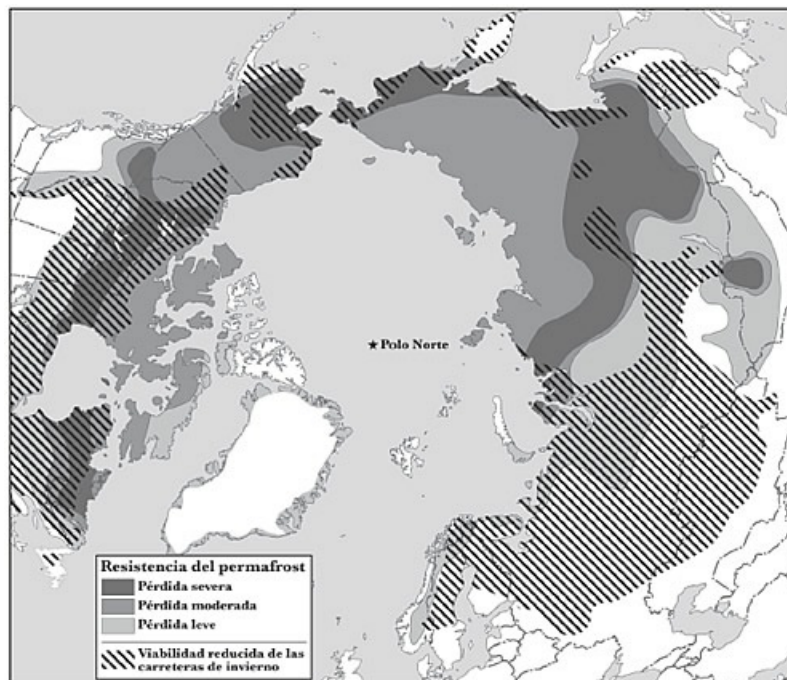 ★ Polo Norte
Resistencia del permafrost
Pérdida severa
Pérdida moderada
Pérdida leve
Viabilidad reducida de las
carreteras de invierno